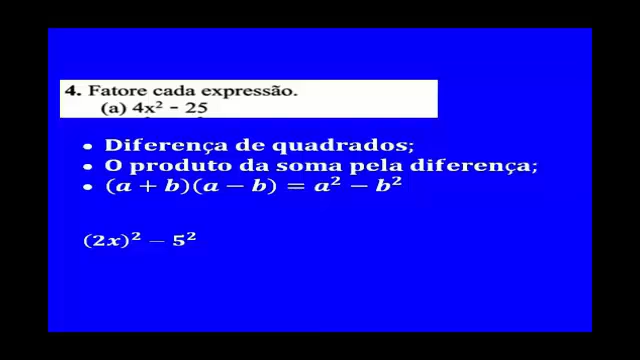 4. Fatore cada expressão.
(a) 4x² - 25
• Diferença de quadrados;
• O produto da soma pela diferença;
• (a + b)(a − b) = a² − b²
(2x)² − 5²